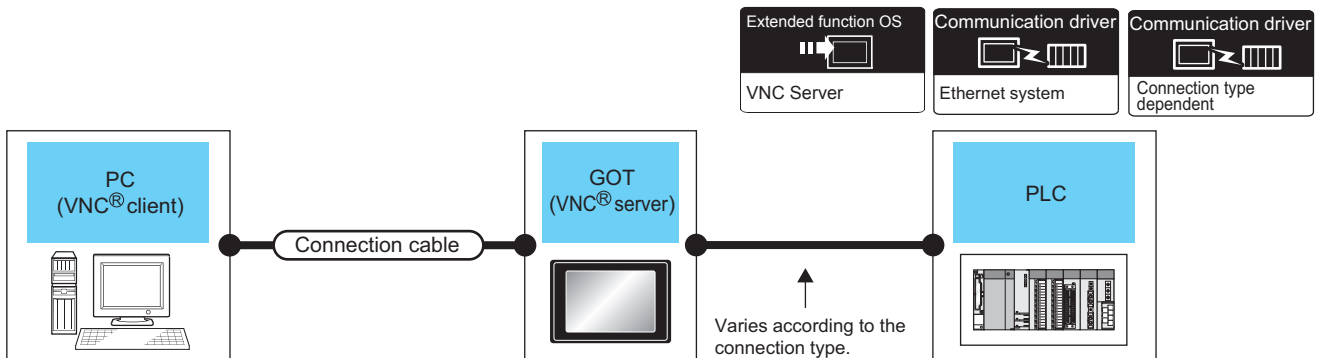 Extended function OS
VNC Server
Communication driver
Ethernet system
Communication driver
Connection type
dependent
PC
(VNC® client)
Connection cable
GOT
(VNC® server)
Varies according to the
connection type.
PLC